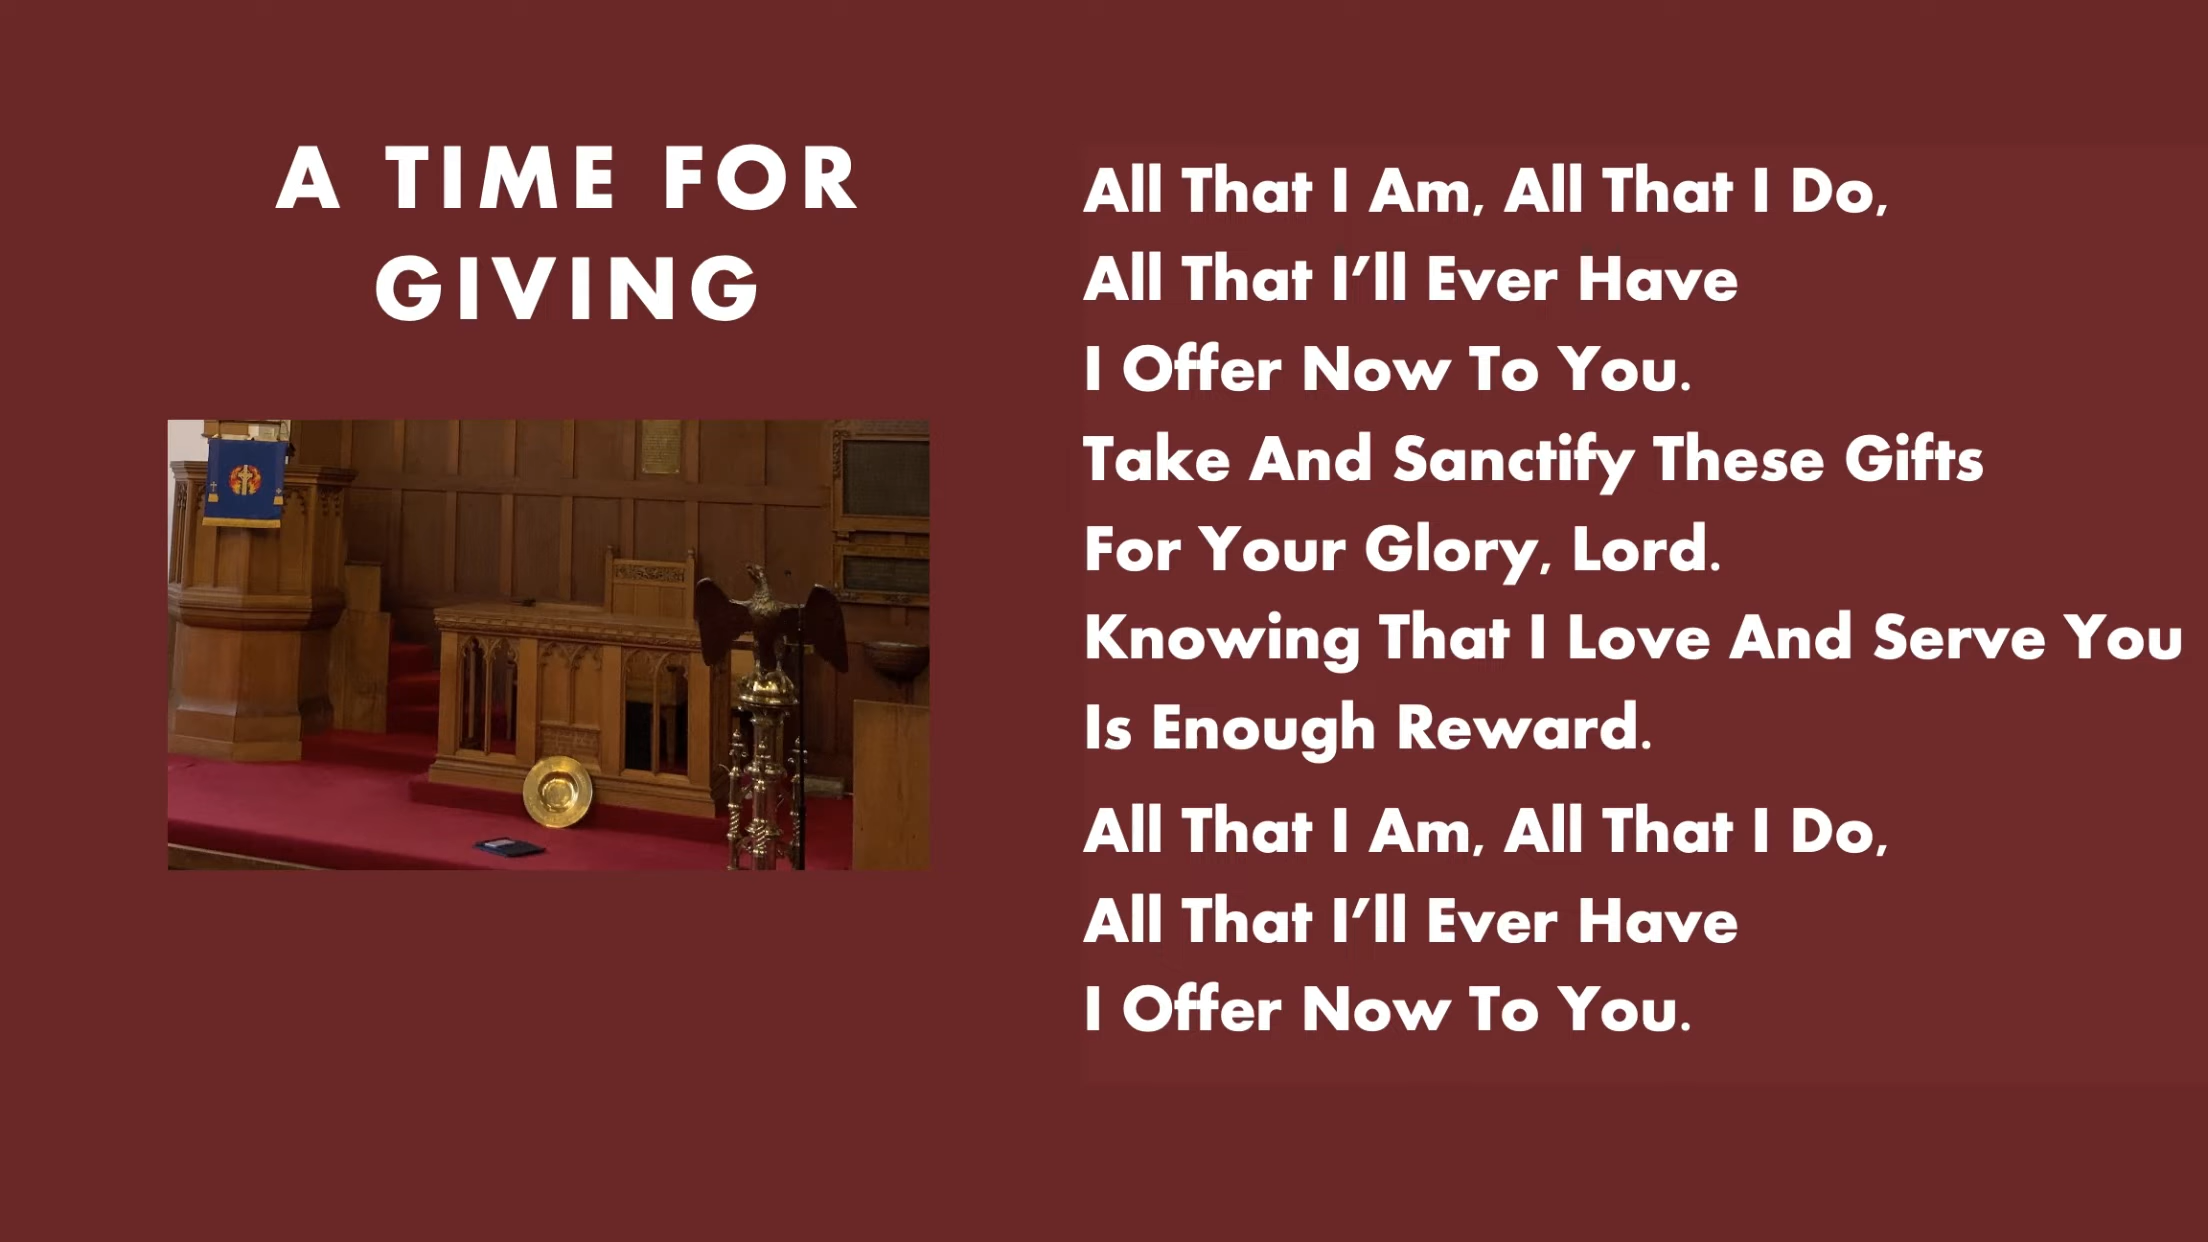 A TIME FOR
GIVING
All That I Am, All That I Do,
All That I’ll Ever Have
I Offer Now To You.
Take And Sanctify These Gifts
For Your Glory, Lord.
Knowing That I Love And Serve You
Is Enough Reward.
All That I Am, All That I Do,
All That I’ll Ever Have
I Offer Now To You.